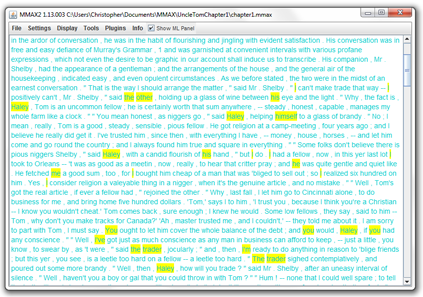 MMAX2 1.13.003 C:\Users\Christopher\Documents\MMAX\UncleTomChapter1\chapter1.mmax
File Settings Display Tools Plugins Info Show ML Panel
in the ardor of conversation . he was in the habit of flourishing and jingling with evident satisfaction . His conversation was in
free and easy defiance of Murray's Grammar , 1 and was garnished at convenient intervals with various profane
expressions , which not even the desire to be graphic in our account shall induce us to transcribe . His companion , Mr .
Shelby , had the appearance of a gentleman ; and the arrangements of the house , and the general air of the
housekeeping , indicated easy , and even opulent circumstances . As we before stated , the two were in the midst of an
earnest conversation . " That is the way I should arrange the matter , " said Mr . Shelby . " I can't make trade that way -- I
positively can't , Mr . Shelby , " said the other , holding up a glass of wine between his eye and the light . " Why , the fact is ,
Haley , Tom is an uncommon fellow ; he is certainly worth that sum anywhere , -- steady , honest , capable , manages my
whole farm like a clock . " " You mean honest , as niggers go , " said Haley , helping himself to a glass of brandy . " No ; I
mean , really , Tom is a good , steady , sensible , pious fellow . He got religion at a camp-meeting , four years ago ; and I
believe he really did get it . I've trusted him , since then , with everything I have , -- money , house , horses , -- and let him
come and go round the country ; and I always found him true and square in everything . " " Some folks don't believe there is
pious niggers Shelby , " said Haley , with a candid flourish of his hand , " but I do . I had a fellow , now , in this yer last lot I
took to Orleans -- 't was as good as a meetin , now , really , to hear that critter pray ; and he was quite gentle and quiet like
. He fetched me a good sum , too , for I bought him cheap of a man that was 'bliged to sell out ; so I realized six hundred on
him . Yes , I consider religion a valeyable thing in a nigger , when it's the genuine article , and no mistake . " " Well , Tom's
got the real article , if ever a fellow had , " rejoined the other . " Why , last fall , I let him go to Cincinnati alone , to do
business for me , and bring home five hundred dollars . 'Tom ,' says I to him , 'I trust you , because I think you're a Christian
-- I know you wouldn't cheat.' Tom comes back , sure enough ; I knew he would . Some low fellows , they say , said to him --
Tom , why don't you make tracks for Canada?' 'Ah , master trusted me , and I couldn't,' -- they told me about it . I am sorry
to part with Tom , I must say . You ought to let him cover the whole balance of the debt ; and you would , Haley , if you had
any conscience . " " Well , I've got just as much conscience as any man in business can afford to keep , -- just a little , you
know , to swear by , as 't were , " said the trader , jocularly ; " and , then , I'm ready to do anything in reason to 'blige friends
; but this yer , you see , is a leetle too hard on a fellow -- a leetle too hard . " The trader sighed contemplatively , and
poured out some more brandy . " Well , then , Haley , how will you trade ? " said Mr . Shelby , after an uneasy interval of
silence . " Well , haven't you a boy or gal that you could throw in with Tom ? " " Hum ! -- none that I could well spare ; to tell